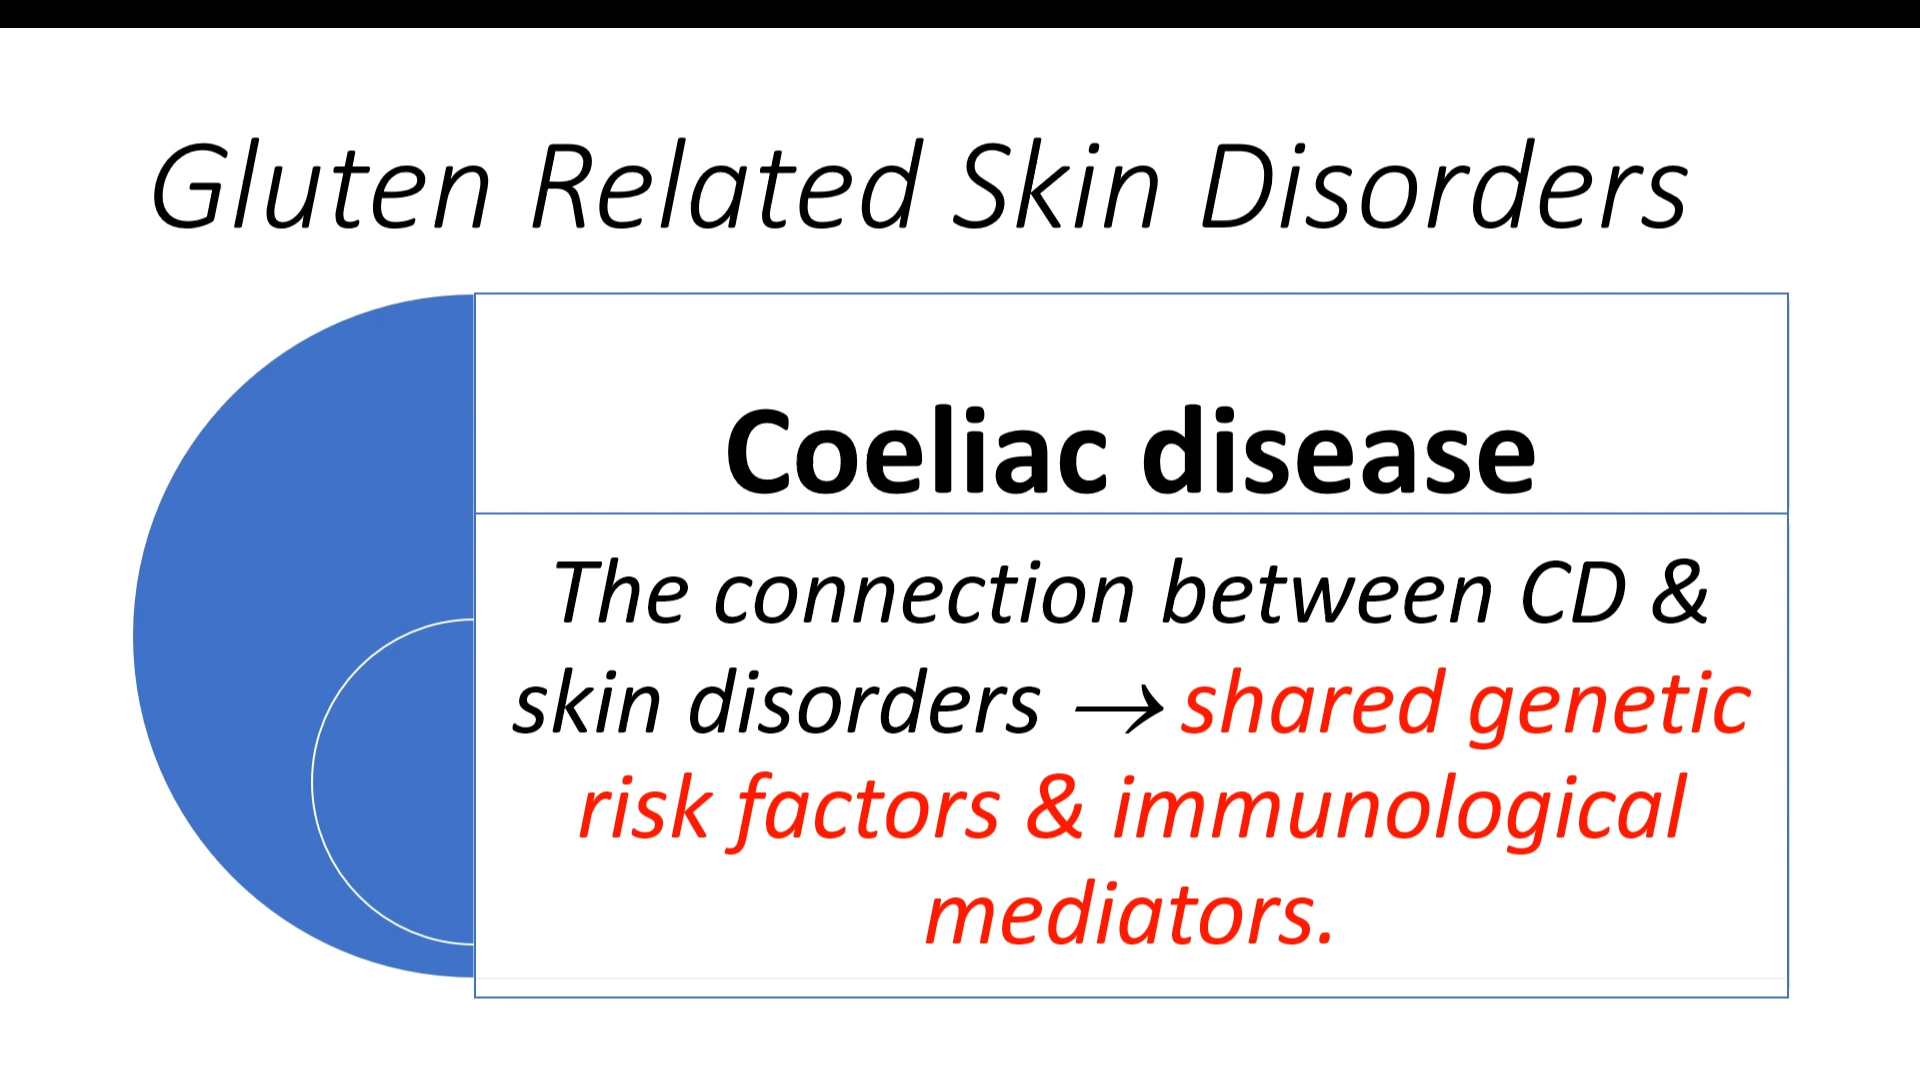 Gluten Related Skin Disorders
Coeliac disease
The connection between CD &
skin disorders → shared genetic
risk factors & immunological
mediators.